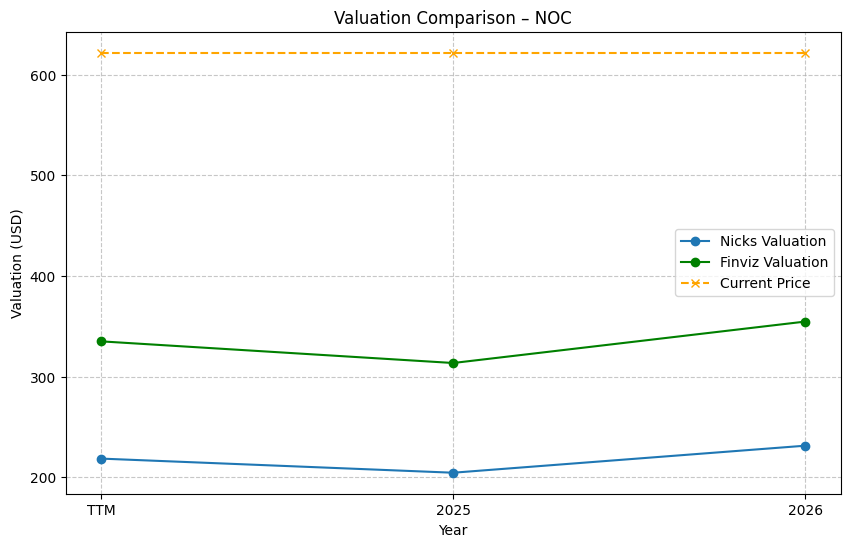 Valuation Comparison – NOC
Valuation (USD)
600
500
400
300
200
Nicks Valuation
Finviz Valuation
Current Price
TTM
2025
2026
Year